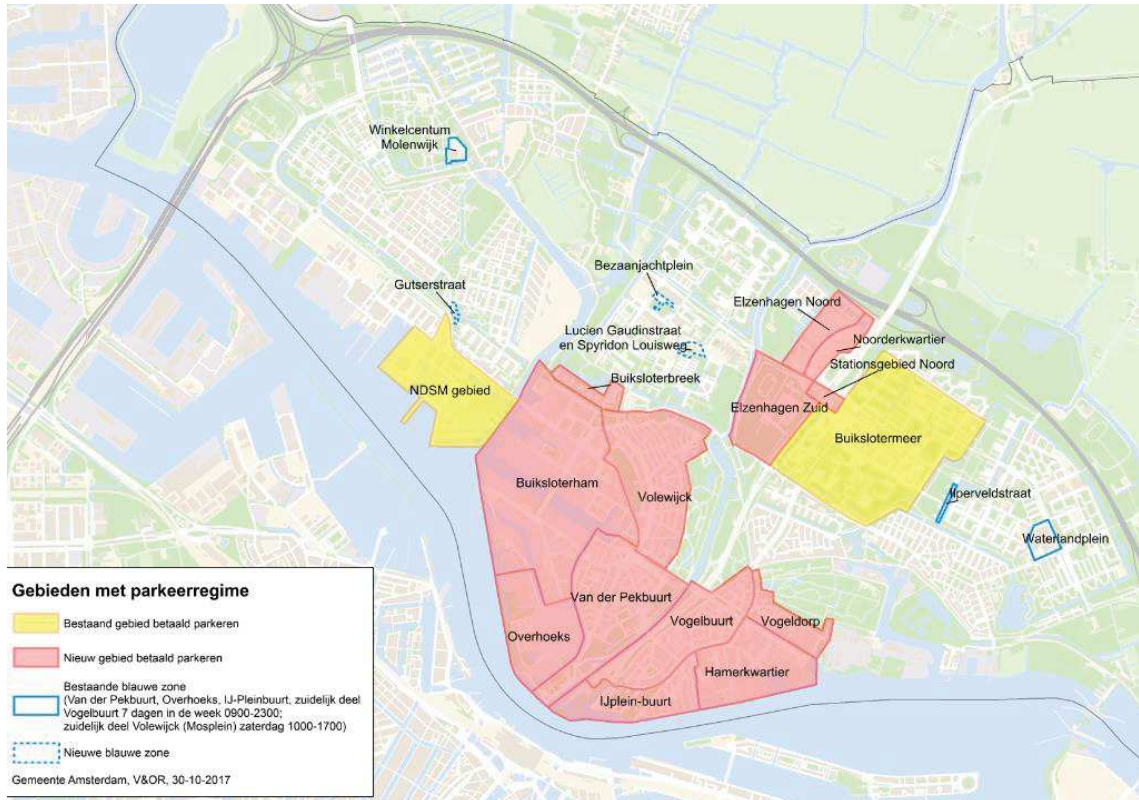 Winkelcentum
Molenwijk
Bezaanjachtplein
Gutserstraat
Elzenhagen Noord
Lucien Gaudinstraat
en Spyridon Louisweg
Noorderkwartier
Stationsgebied Noord
Buiksloterbreek
NDSM gebied
Elzenhagen Zuid
Buikslotermeer
Buiksloterham
Volewijck
Ilperveldstraat
Waterlandplein
Van der Pekbuurt
Vogelbuurt
Vogeldorp
Overhoeks
Hamerkwartier
IJplein-buurt
Gebieden met parkeerregime
Bestaand gebied betaald parkeren
Nieuw gebied betaald parkeren
Bestaande blauwe zone
(Van der Pekbuurt, Overhoeks, IJ-Pleinbuurt, zuidelijk deel
Vogelbuurt 7 dagen in de week 0900-2300;
zuidelijk deel Volewijck (Mosplein) zaterdag 1000-1700)
Nieuwe blauwe zone
Gemeente Amsterdam, V&OR, 30-10-2017